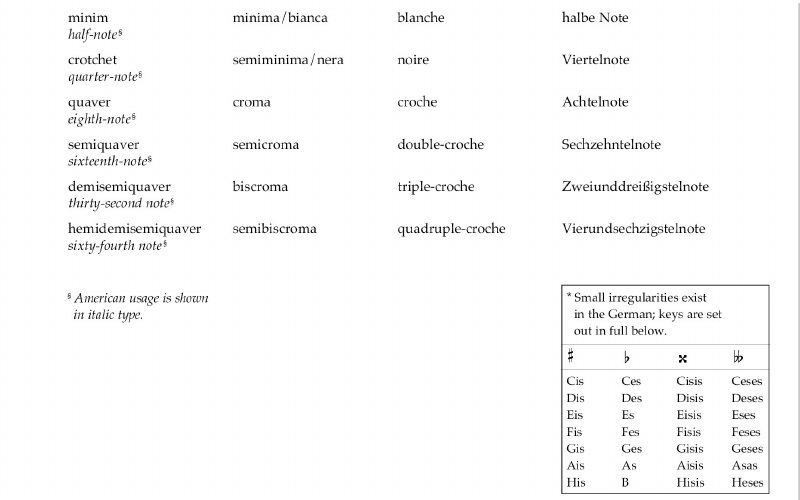 minim minima/bianca blanche halbe Note
half-note§
crotchet semiminima/nera noire Viertelnote
quarter-note§
quaver croma croche Achtelnote
eighth-note§
semiquaver semicroma double-croche Sechzehntelnote
sixteenth-note§
demisemiquaver biscroma triple-croche Zweiunddreißigstelnote
thirty-second note§
hemidemisemiquaver semibiscroma quadruple-croche Vierundsechzigstelnote
sixty-fourth note§
§ American usage is shown
in italic type.
* Small irregularities exist
in the German; keys are set
out in full below.
♯ ♭ 𝄪 𝄫
Cis Ces Cisis Ceses
Dis Des Disis Deses
Eis Es Eisis Eses
Fis Fes Fisis Feses
Gis Ges Gisis Geses
Ais As Aisis Asas
His B Hisis Heses